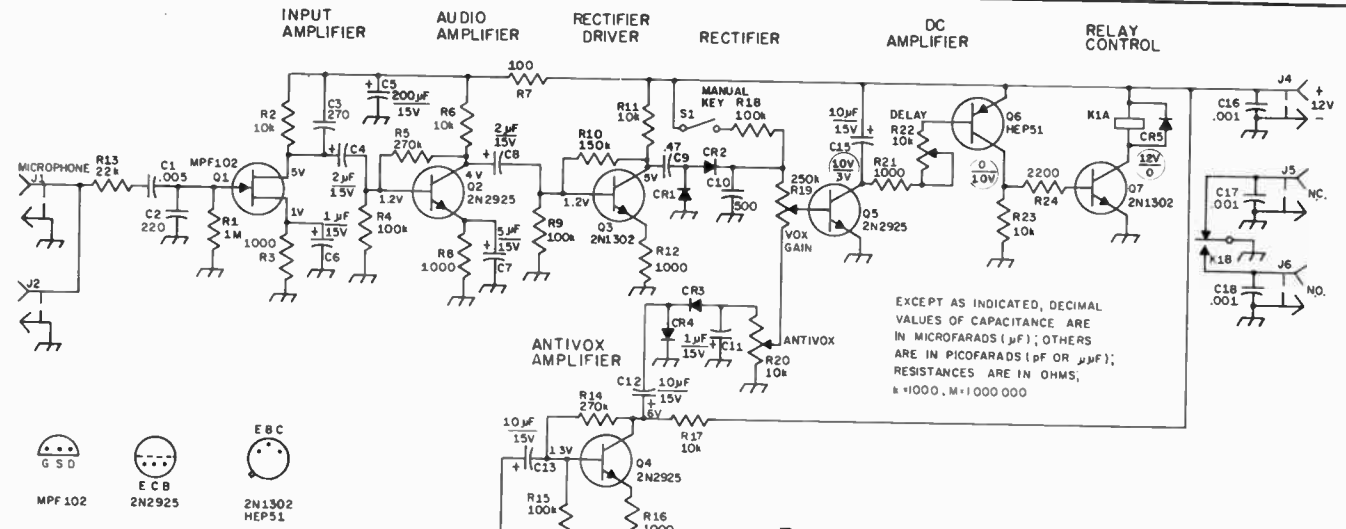 INPUT
AMPLIFIER
AUDIO
AMPLIFIER
RECTIFIER
DRIVER
RECTIFIER
DC
AMPLIFIER
RELAY
CONTROL
MICROPHONE
J1
R13
22k
C1
.005
C2
220
MPF102
Q1
R1
1M
R2
10k
C3
270
5V
1V
1000
R3
1µF
15V
+
C6
+
C4
2µF
15V
+
C5
200µF
15V
R5
270k
R6
10k
1.2V
R4
100k
4V
Q2
2N2925
R8
1000
5µF
15V
+
C7
100
R7
2µF
15V
+
C8
R9
100k
R10
150k
R11
10k
1.2V
5V
Q3
2N1302
R12
1000
.47
C9
CR1
CR2
C10
500
S1
MANUAL
KEY
R18
100k
250k
R19
VOX
GAIN
10µF
15V
+
C15
10V
3V
Q5
2N2925
R21
1000
DELAY
R22
10k
Q6
HEP51
0
10V
R23
10k
2200
R24
K1A
CR5
12V
0
Q7
2N1302
C16
.001
J4
+
12V
-
C17
.001
J5
N.C.
K1B
C18
.001
J6
N.O.
J2
CR3
CR4
1µF
15V
+
C11
R20
10k
ANTIVOX
ANTIVOX
AMPLIFIER
C12
10µF
15V
+
6V
R14
270k
R17
10k
10µF
15V
+
C13
1.3V
Q4
2N2925
R15
100k
R16
1000
EXCEPT AS INDICATED, DECIMAL
VALUES OF CAPACITANCE ARE
IN MICROFARADS (µF); OTHERS
ARE IN PICOFARADS (pF OR µµF);
RESISTANCES ARE IN OHMS;
k=1000, M=1000 000
G S D
MPF 102
E C B
2N2925
E B C
2N1302
HEP51